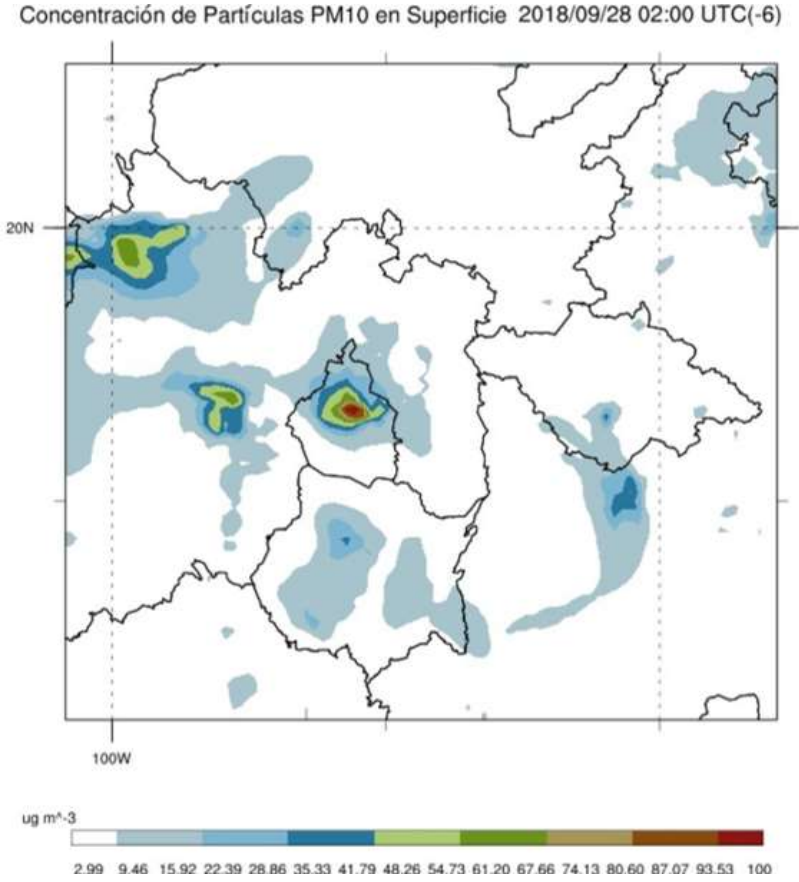 Concentración de Partículas PM10 en Superficie 2018/09/28 02:00 UTC(-6)
20N
100W
ug m^-3
2.99 9.46 15.92 22.39 28.86 35.33 41.79 48.26 54.73 61.20 67.66 74.13 80.60 87.07 93.53 100